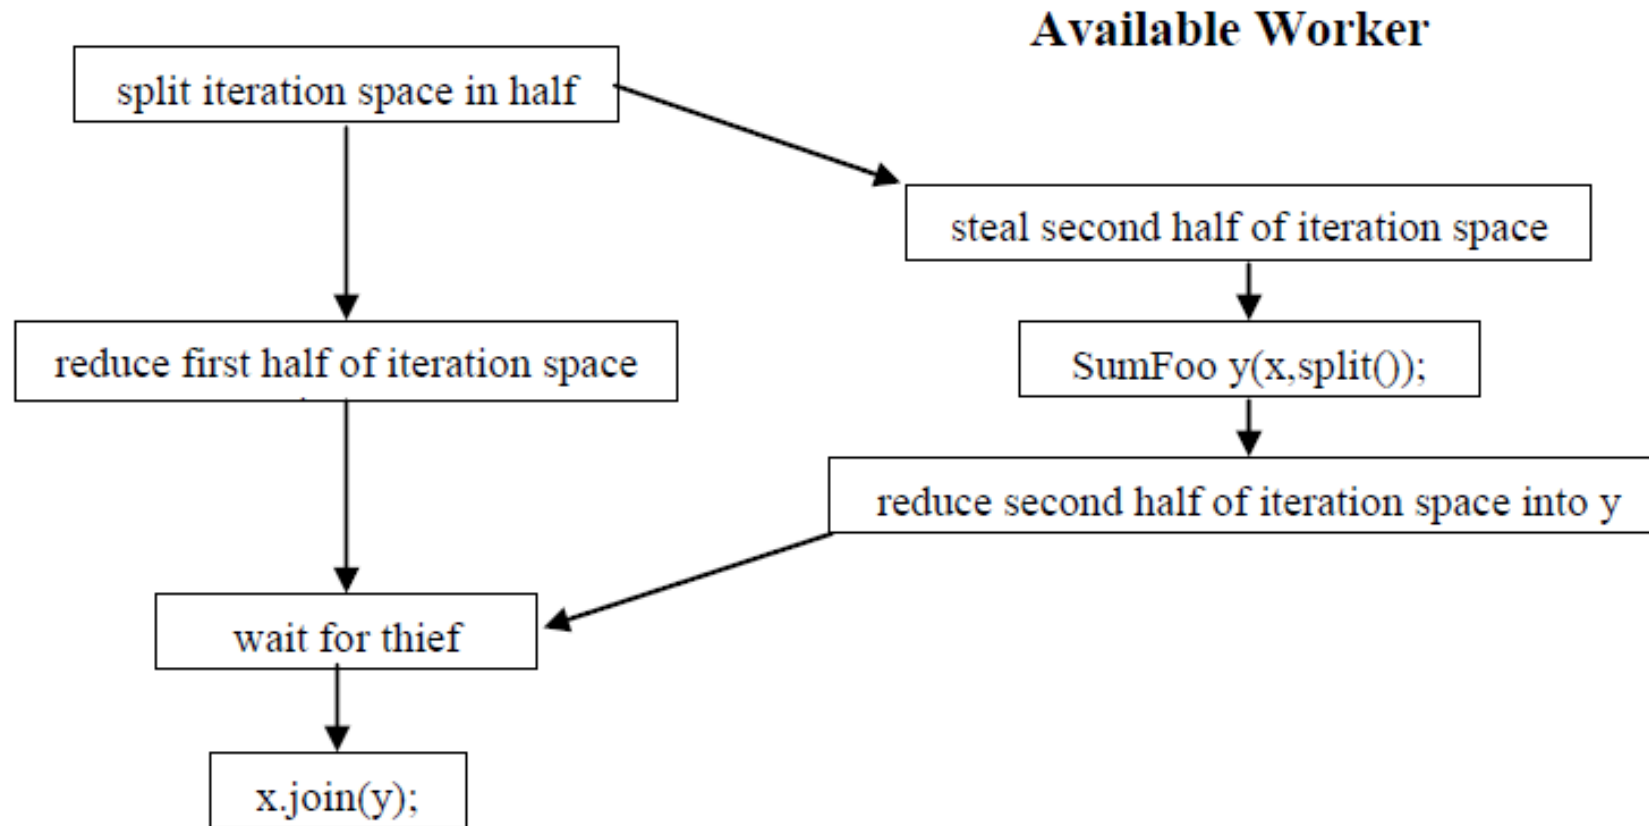 Available Worker
split iteration space in half
steal second half of iteration space
reduce first half of iteration space
SumFoo y(x,split());
reduce second half of iteration space into y
wait for thief
x.join(y);